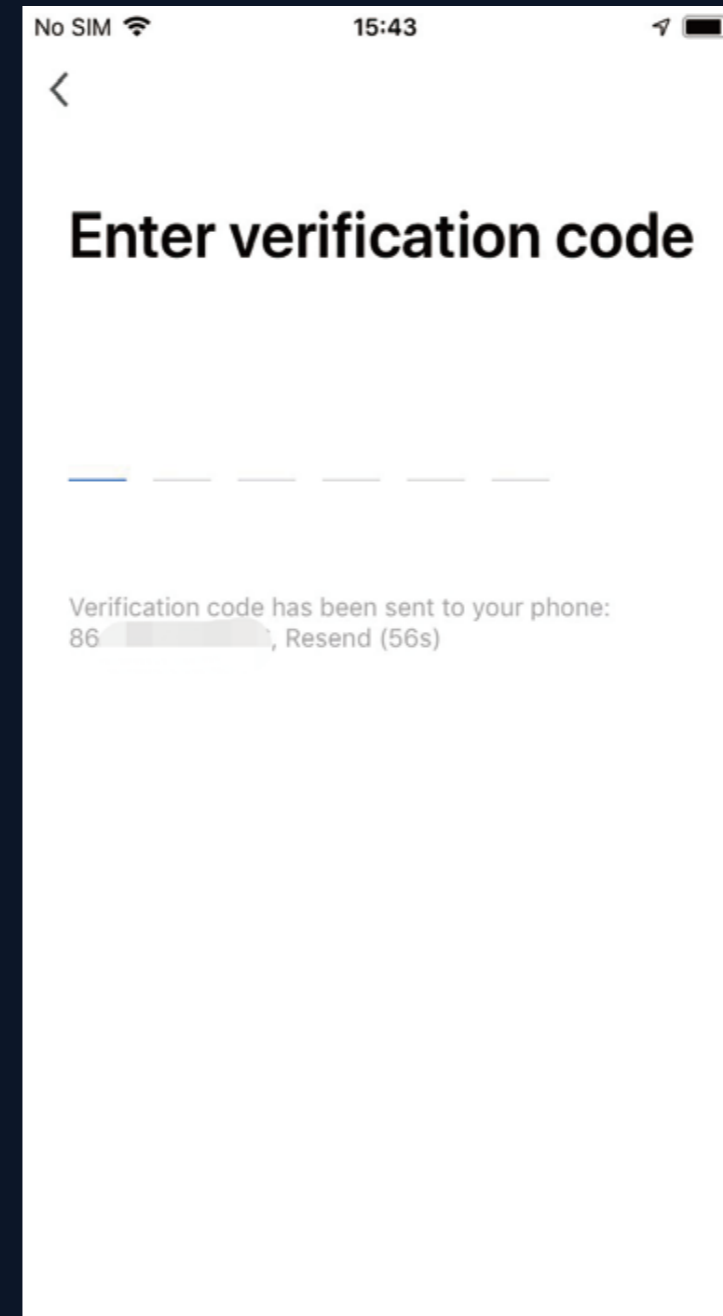 No SIM 15:43
Enter verification code
Verification code has been sent to your phone:
86 , Resend (56s)